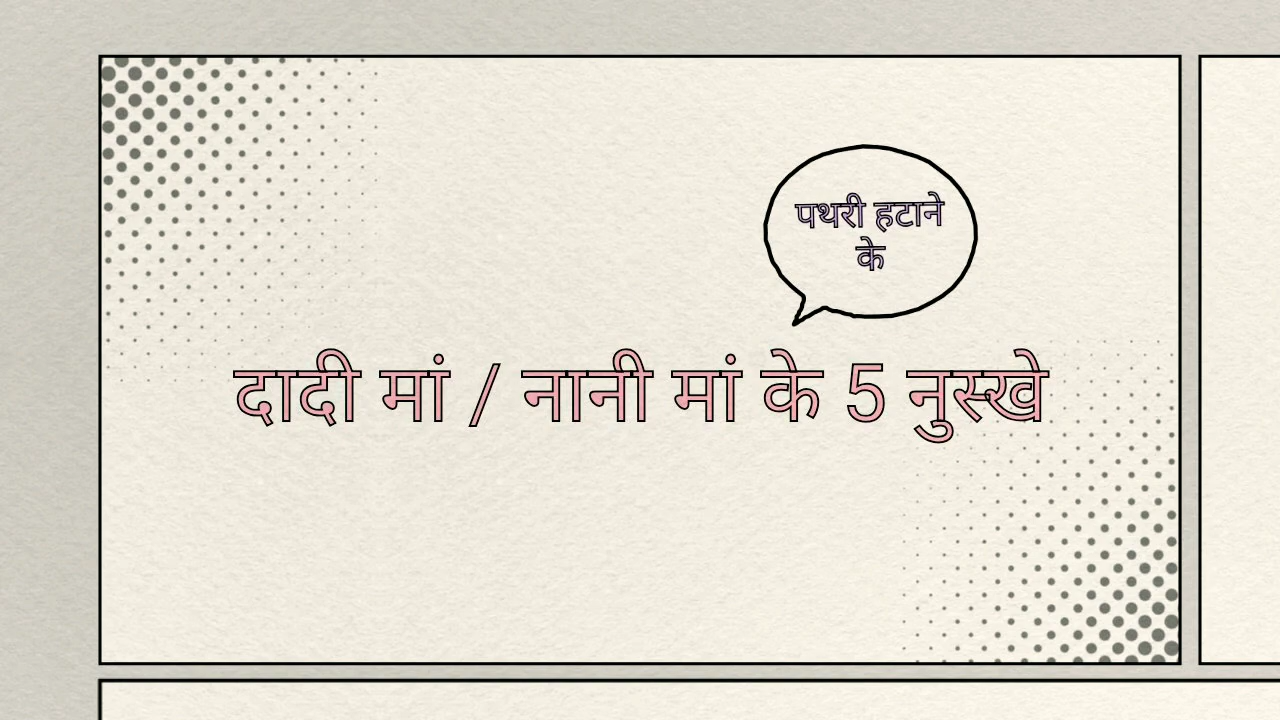 पथरी हटाने
के
दादी मां / नानी मां के 5 नुस्खे